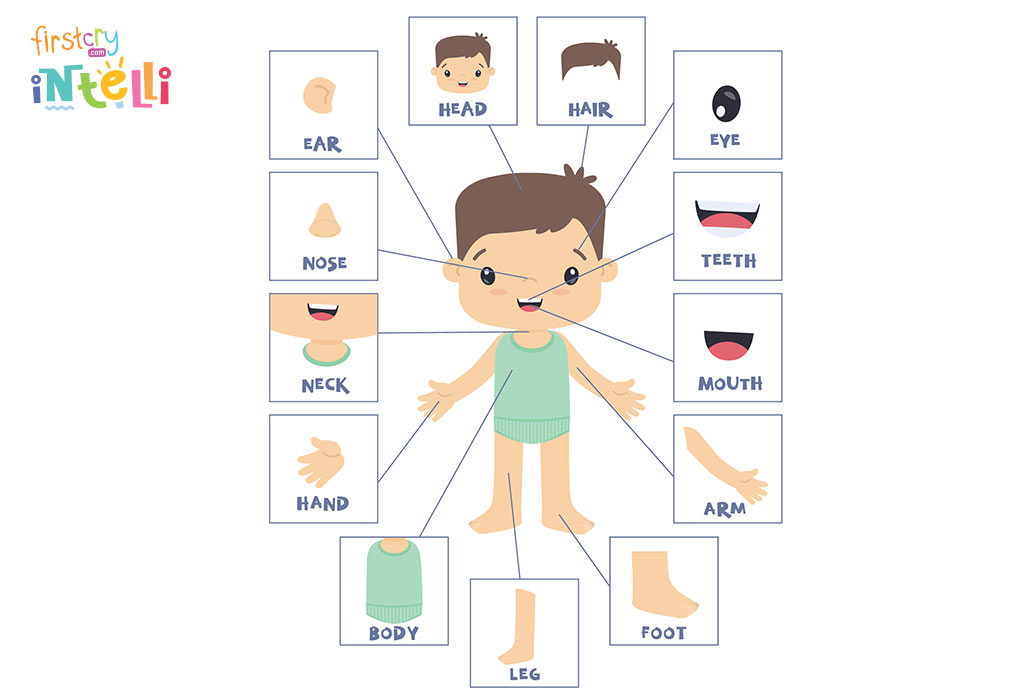 firstcry
.com
iNtelli
HEAD
HAIR
EAR
EYE
NOSE
TEETH
NECK
MOUTH
HAND
ARM
BODY
FOOT
LEG